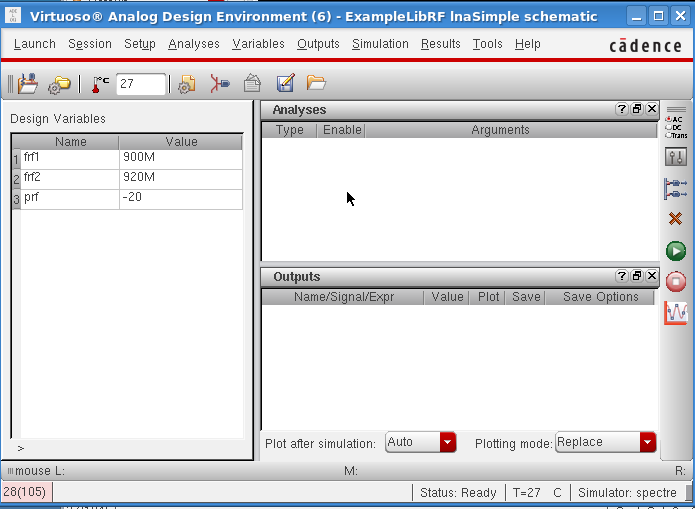 Virtuoso® Analog Design Environment (6) - ExampleLibRF lnaSimple schematic
Launch Session Setup Analyses Variables Outputs Simulation Results Tools Help cādence
°C 27
Design Variables
Name Value
1 frf1 900M
2 frf2 920M
3 prf -20
>
Analyses
Type Enable Arguments
AC
DC
Trans
Outputs
Name/Signal/Expr Value Plot Save Save Options
Plot after simulation: Auto Plotting mode: Replace
mouse L: M: R:
28(105) Status: Ready T=27 C Simulator: spectre